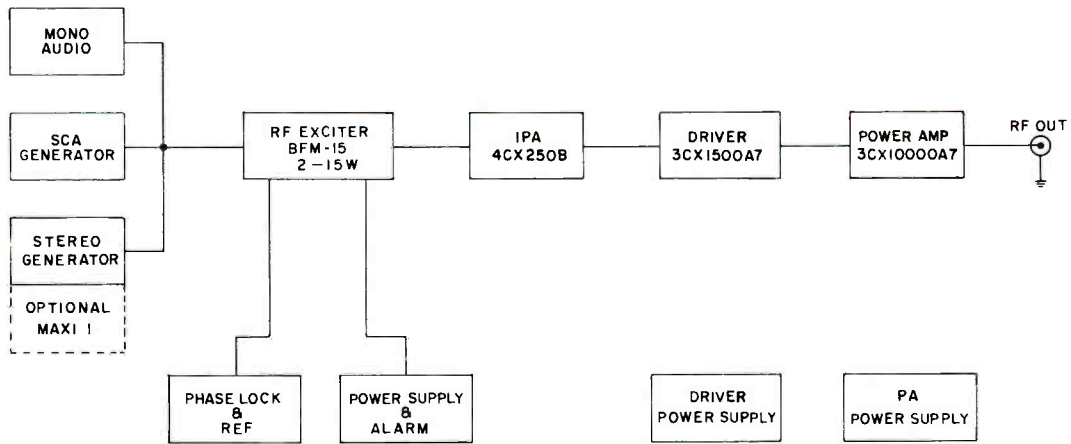 MONO
AUDIO
SCA
GENERATOR
STEREO
GENERATOR
OPTIONAL
MAXI 1
RF EXCITER
BFM-15
2-15W
IPA
4CX250B
DRIVER
3CX1500A7
POWER AMP
3CX10000A7
RF OUT
PHASE LOCK
&
REF
POWER SUPPLY
&
ALARM
DRIVER
POWER SUPPLY
PA
POWER SUPPLY